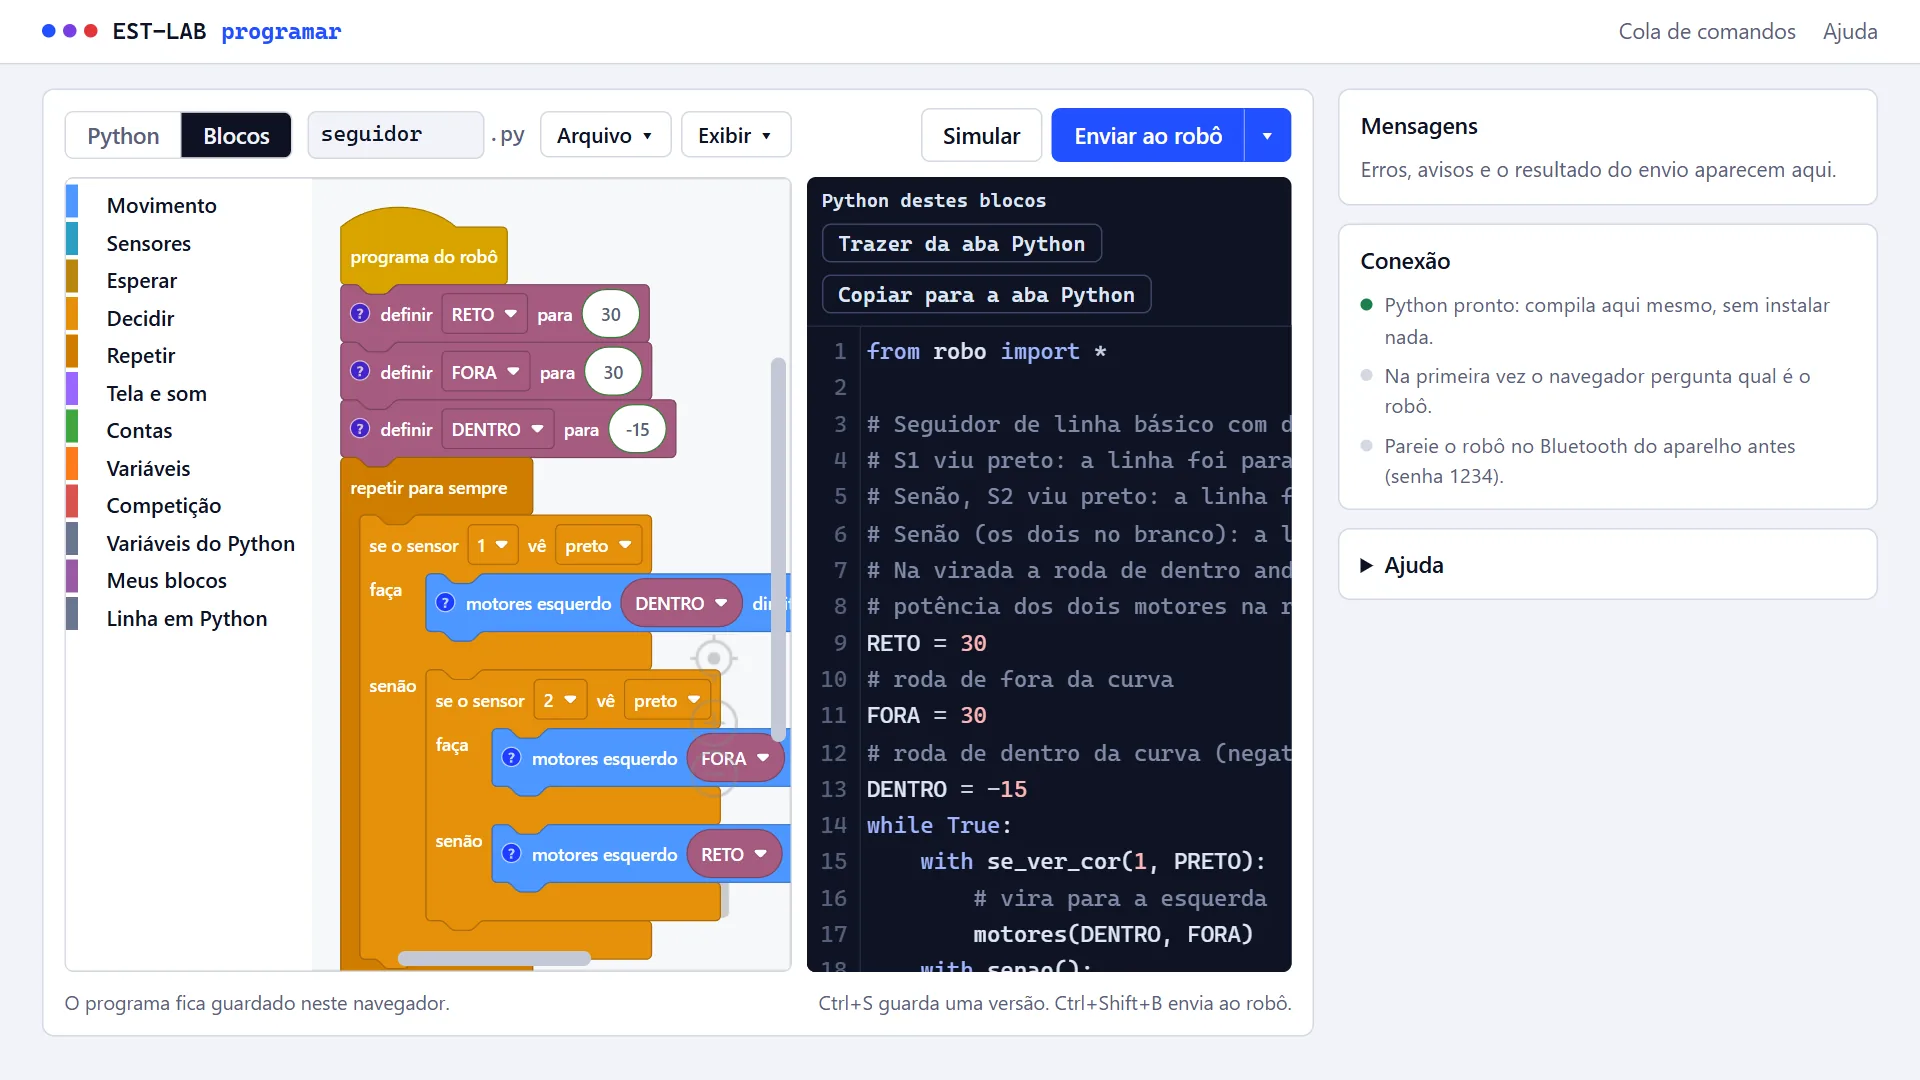 EST-LAB programar
Cola de comandos
Ajuda
Python
Blocos
seguidor
.py
Arquivo
Exibir
Simular
Enviar ao robô
Movimento
Sensores
Esperar
Decidir
Repetir
Tela e som
Contas
Variáveis
Competição
Variáveis do Python
Meus blocos
Linha em Python
programa do robô
? definir RETO para 30
? definir FORA para 30
? definir DENTRO para -15
repetir para sempre
se o sensor 1 vê preto
faça
? motores esquerdo DENTRO
senão
se o sensor 2 vê preto
faça
? motores esquerdo FORA
senão
? motores esquerdo RETO
Python destes blocos
Trazer da aba Python
Copiar para a aba Python
1 from robo import *
2
3 # Seguidor de linha básico com d
4 # S1 viu preto: a linha foi para
5 # Senão, S2 viu preto: a linha f
6 # Senão (os dois no branco): a l
7 # Na virada a roda de dentro and
8 # potência dos dois motores na r
9 RETO = 30
10 # roda de fora da curva
11 FORA = 30
12 # roda de dentro da curva (negat
13 DENTRO = -15
14 while True:
15 with se_ver_cor(1, PRETO):
16 # vira para a esquerda
17 motores(DENTRO, FORA)
18 with senao():
O programa fica guardado neste navegador.
Ctrl+S guarda uma versão. Ctrl+Shift+B envia ao robô.
Mensagens
Erros, avisos e o resultado do envio aparecem aqui.
Conexão
Python pronto: compila aqui mesmo, sem instalar
nada.
Na primeira vez o navegador pergunta qual é o
robô.
Pareie o robô no Bluetooth do aparelho antes
(senha 1234).
Ajuda